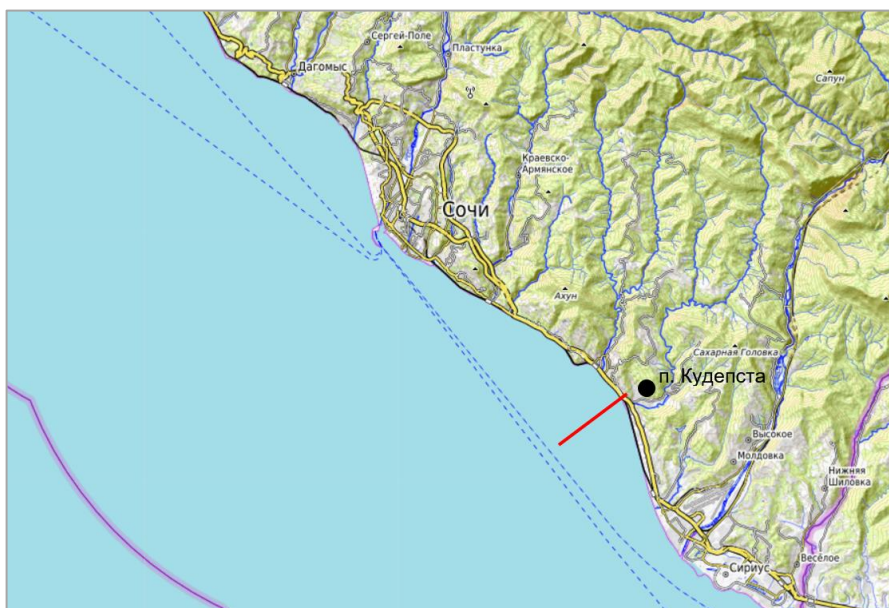 Сергей-Поле
Пластунка
Дагомыс
Сапун
Краевско-
Армянское
Сочи
Ахун
Сахарная Головка
п. Кудепста
Высокое
Молдовка
Нижняя
Шиловка
Весёлое
Сириус